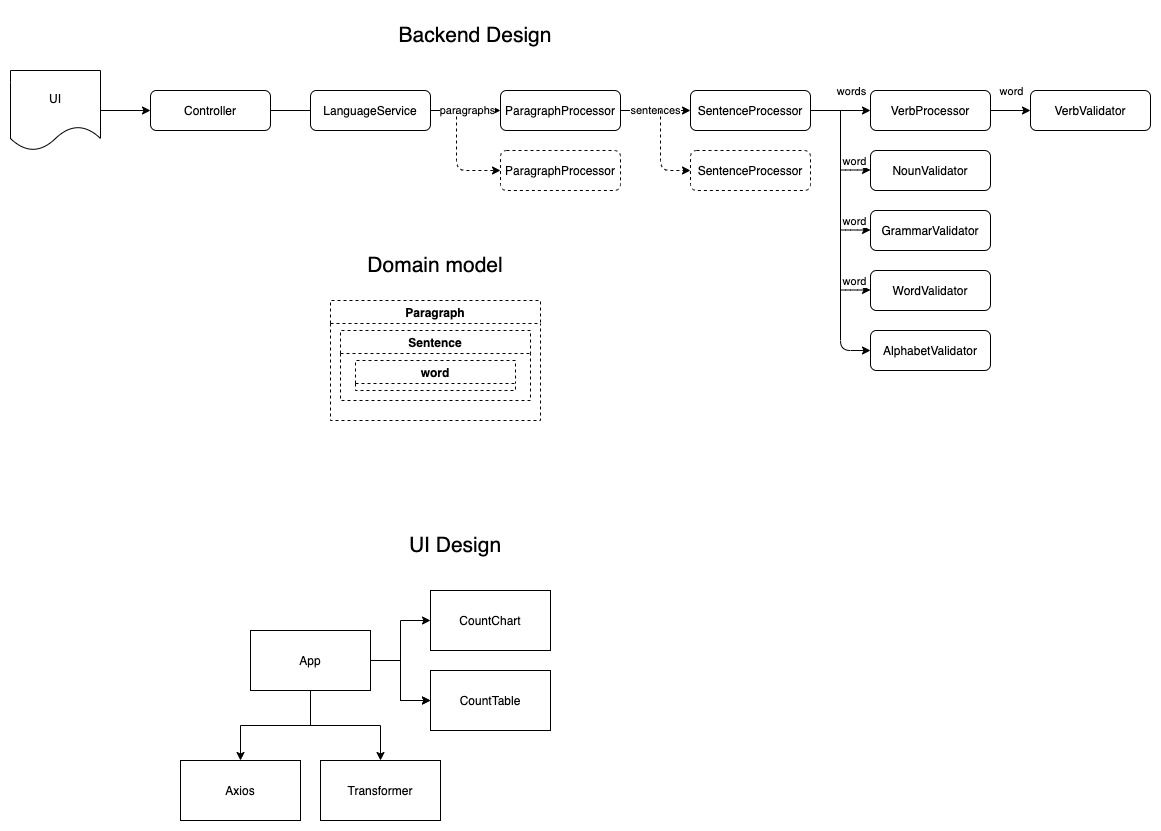 Backend Design
UI
Controller
LanguageService
paragraphs
ParagraphProcessor
sentences
SentenceProcessor
words
VerbProcessor
word
VerbValidator
ParagraphProcessor
SentenceProcessor
word
NounValidator
word
GrammarValidator
word
WordValidator
AlphabetValidator
Domain model
Paragraph
Sentence
word
UI Design
CountChart
App
CountTable
Axios
Transformer